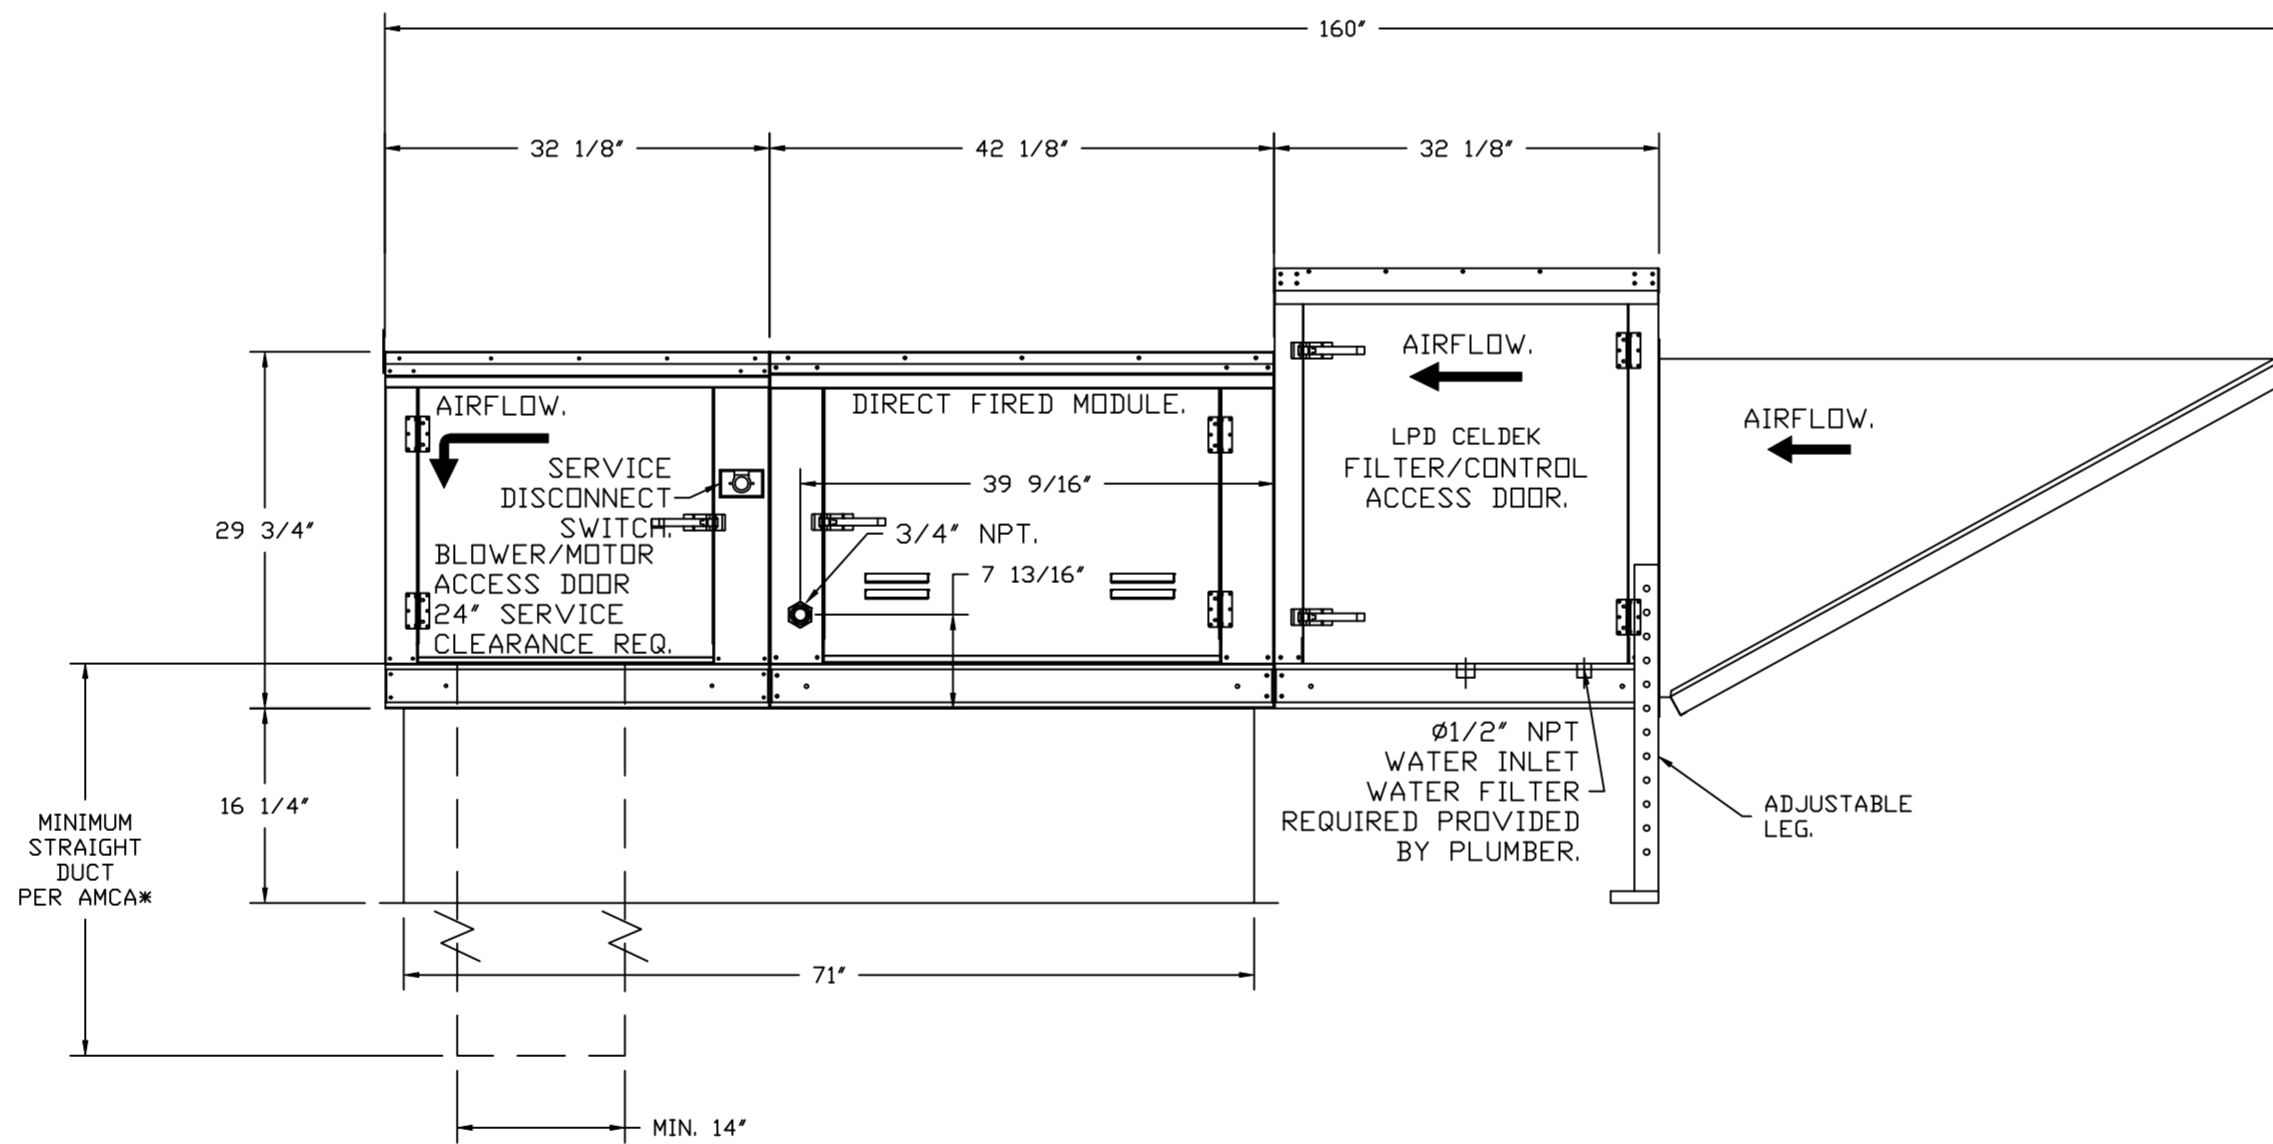 160"
32 1/8"
42 1/8"
32 1/8"
AIRFLOW.
SERVICE
DISCONNECT
SWITCH.
BLOWER/MOTOR
ACCESS DOOR
24" SERVICE
CLEARANCE REQ.
DIRECT FIRED MODULE.
39 9/16"
3/4" NPT.
7 13/16"
AIRFLOW.
LPD CELDEK
FILTER/CONTROL
ACCESS DOOR.
AIRFLOW.
29 3/4"
16 1/4"
MINIMUM
STRAIGHT
DUCT
PER AMCA*
Ø1/2" NPT
WATER INLET
WATER FILTER
REQUIRED PROVIDED
BY PLUMBER.
ADJUSTABLE
LEG.
71"
MIN. 14"